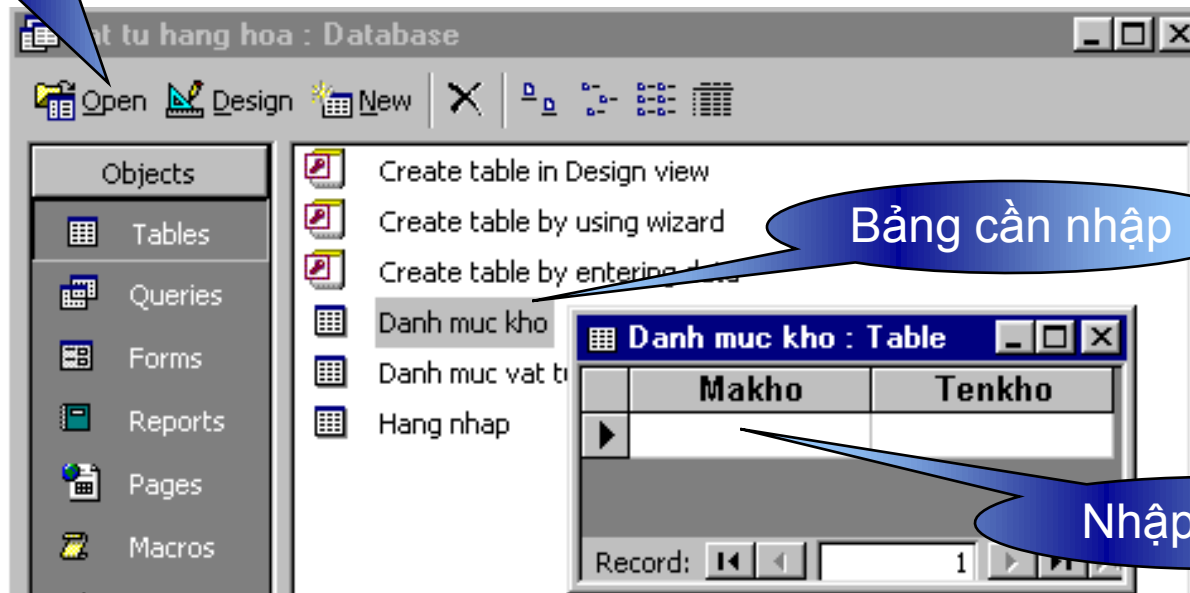 at tu hang hoa : Database
Open Design New
Objects
Tables
Queries
Forms
Reports
Pages
Macros
Create table in Design view
Create table by using wizard
Create table by entering data
Danh muc kho
Danh muc vat tu
Hang nhap
Bảng cần nhập
Danh muc kho : Table
Makho Tenkho
Nhập
Record: 1